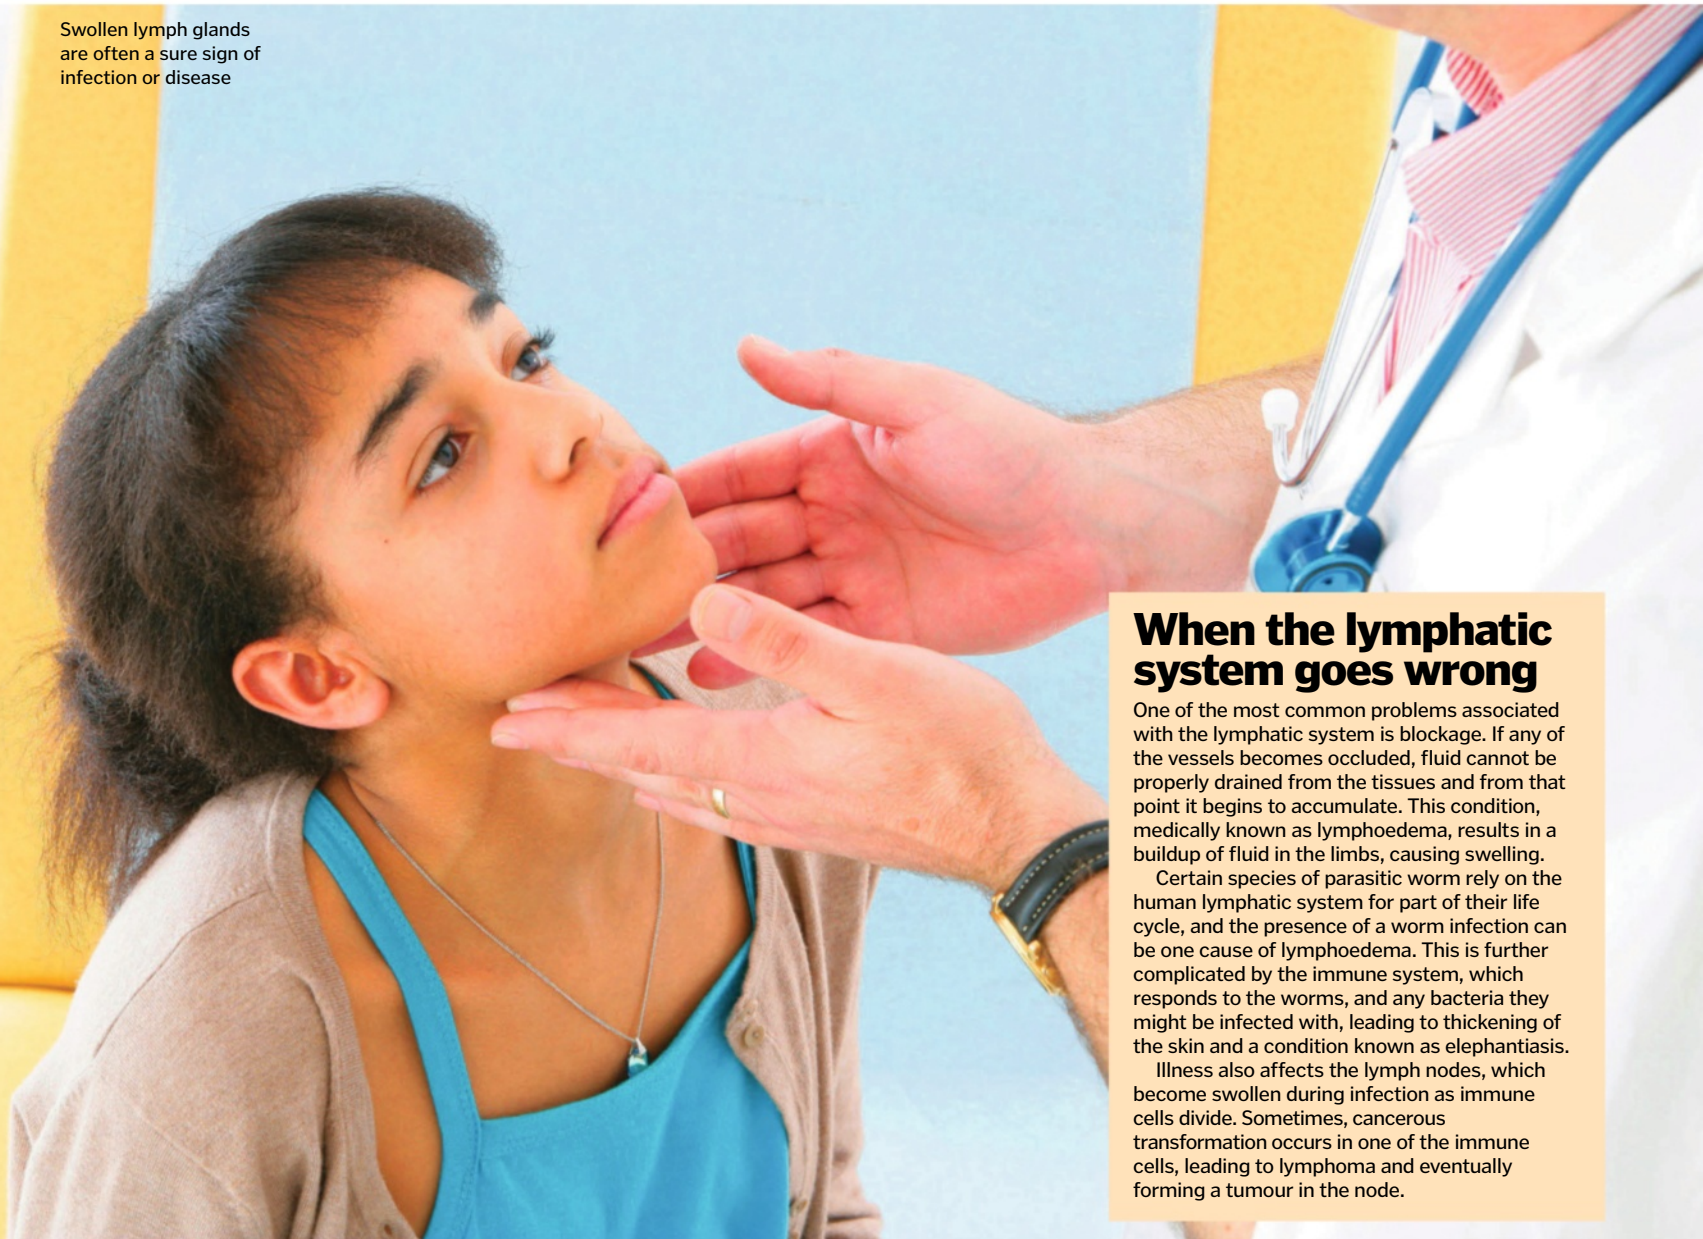 Swollen lymph glands
are often a sure sign of
infection or disease
When the lymphatic
system goes wrong
One of the most common problems associated
with the lymphatic system is blockage. If any of
the vessels becomes occluded, fluid cannot be
properly drained from the tissues and from that
point it begins to accumulate. This condition,
medically known as lymphoedema, results in a
buildup of fluid in the limbs, causing swelling.
Certain species of parasitic worm rely on the
human lymphatic system for part of their life
cycle, and the presence of a worm infection can
be one cause of lymphoedema. This is further
complicated by the immune system, which
responds to the worms, and any bacteria they
might be infected with, leading to thickening of
the skin and a condition known as elephantiasis.
Illness also affects the lymph nodes, which
become swollen during infection as immune
cells divide. Sometimes, cancerous
transformation occurs in one of the immune
cells, leading to lymphoma and eventually
forming a tumour in the node.